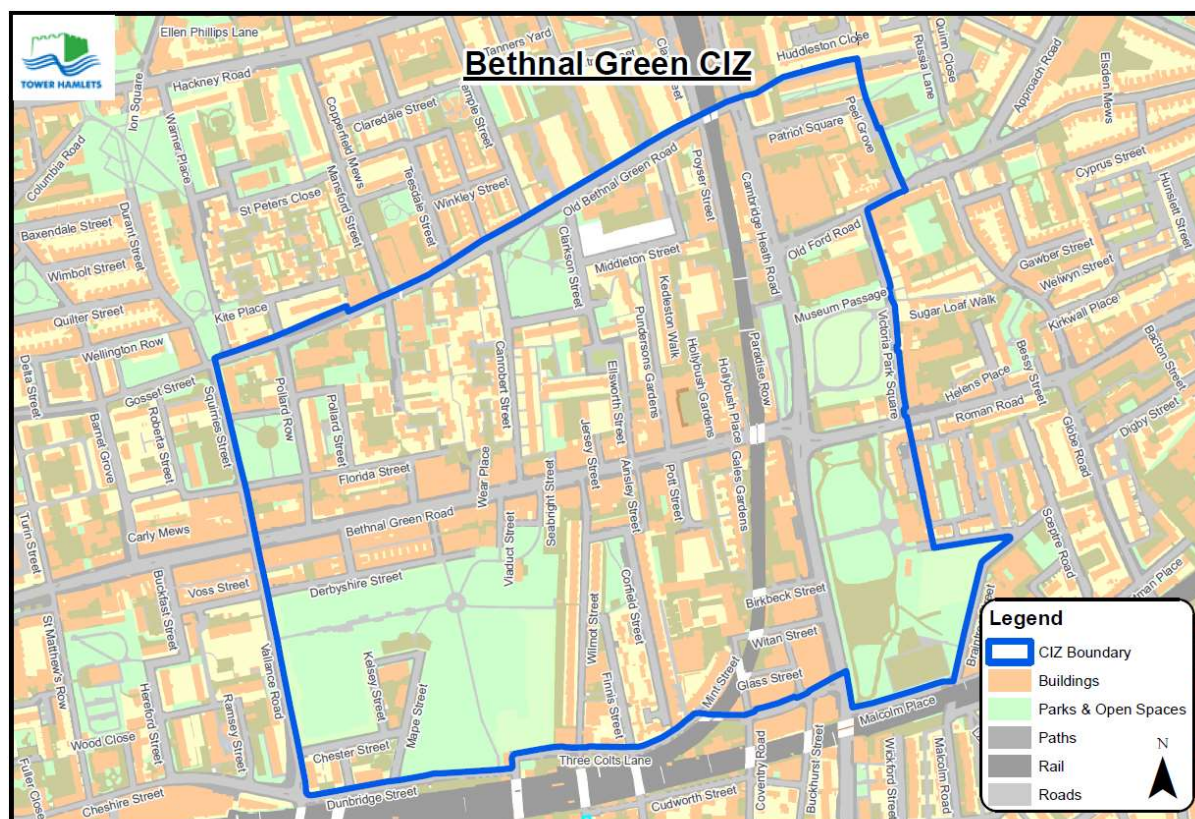 Bethnal Green CIZ
TOWER HAMLETS
Ellen Phillips Lane
Tanners Yard
Huddleston Close
Quinn Close
Russia Lane
Approach Road
Elsden Mews
Hackney Road
Ion Square
Warner Place
Columbia Road
Copperfield Mews
Claredale Street
Mansford Street
Teesdale Street
Winkley Street
Old Bethnal Green Road
Poyser Street
Patriot Square
Peel Grove
Cyprus Street
Hunslett Street
St Peters Close
Baxendale Street
Durant Street
Wimbolt Street
Quilter Street
Kite Place
Clarkson Street
Middleton Street
Cambridge Heath Road
Old Ford Road
Gawber Street
Welwyn Street
Museum Passage
Sugar Loaf Walk
Kirkwall Place
Bacton Street
Wellington Row
Delta Street
Gosset Street
Squirries Street
Pollard Row
Pollard Street
Canrobert Street
Ellsworth Street
Pundersons Gardens
Kedleston Walk
Hollybush Gardens
Hollybush Place
Paradise Row
Victoria Park Square
Helens Place
Bessy Street
Roman Road
Globe Road
Digby Street
Barnet Grove
Roberta Street
Florida Street
Wear Place
Jersey Street
Ainsley Street
Pott Street
Gales Gardens
Turin Street
Carly Mews
Bethnal Green Road
Viaduct Street
Seabright Street
Sceptre Road
Voss Street
Derbyshire Street
Buckfast Street
St Matthew's Row
Vallance Road
Wilmot Street
Corfield Street
Birkbeck Street
Witan Street
Hereford Street
Ramsey Street
Kelsey Street
Mape Street
Finnis Street
Mint Street
Glass Street
Malcolm Place
Wood Close
Chester Street
Three Colts Lane
Fuller Close
Cheshire Street
Dunbridge Street
Cudworth Street
Coventry Road
Buckhurst Street
Wickford Street
Malcolm Road
Legend
CIZ Boundary
Buildings
Parks & Open Spaces
Paths
Rail
Roads
N